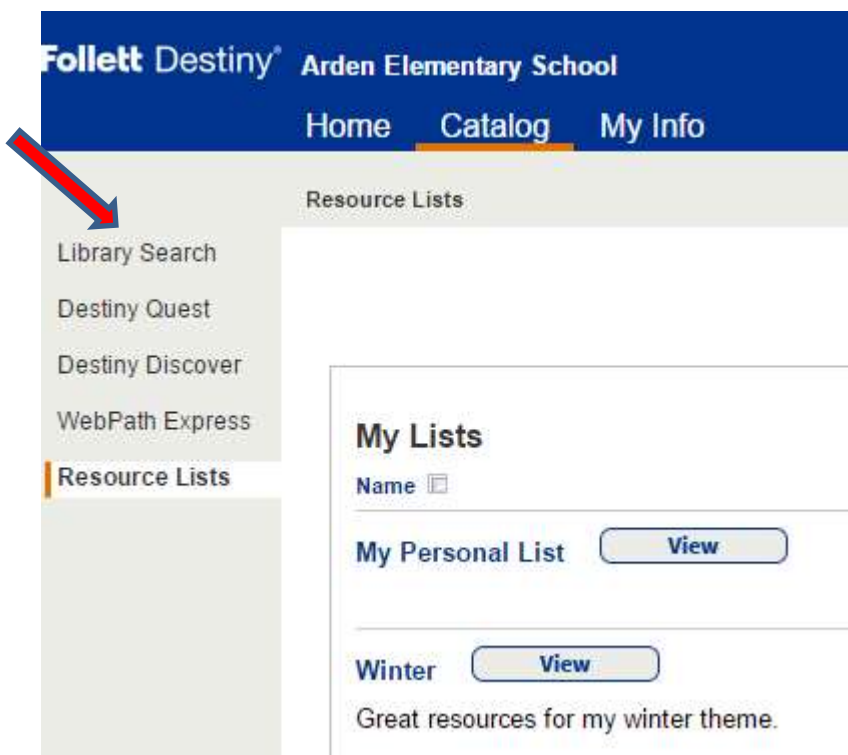 Follett Destiny® Arden Elementary School
Home Catalog My Info
Resource Lists
Library Search
Destiny Quest
Destiny Discover
WebPath Express
Resource Lists
My Lists
Name
My Personal List View
Winter View
Great resources for my winter theme.